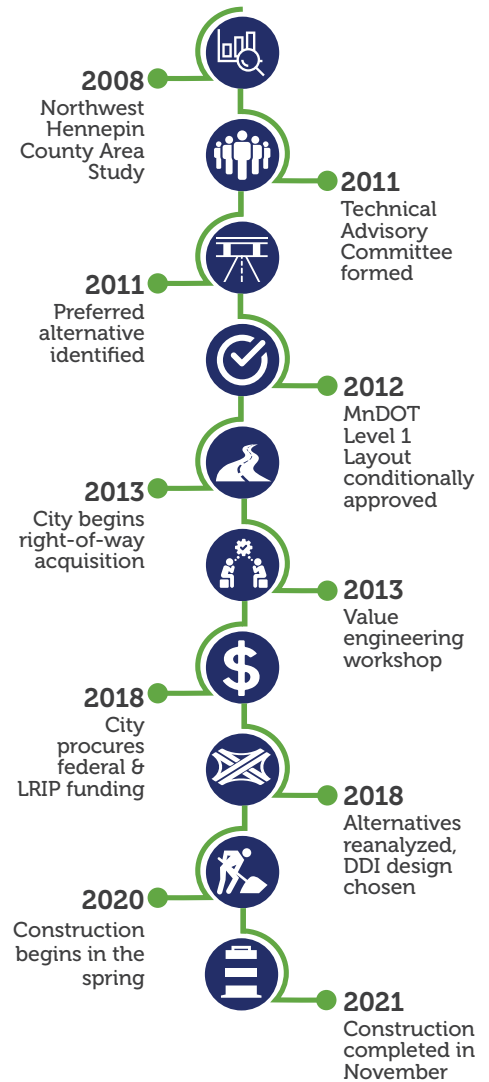 2008
Northwest
Hennepin
County Area
Study
2011
Technical
Advisory
Committee
formed
2011
Preferred
alternative
identified
2012
MnDOT
Level 1
Layout
conditionally
approved
2013
City begins
right-of-way
acquisition
2013
Value
engineering
workshop
2018
City
procures
federal &
LRIP funding
2018
Alternatives
reanalyzed,
DDI design
chosen
2020
Construction
begins in the
spring
2021
Construction
completed in
November